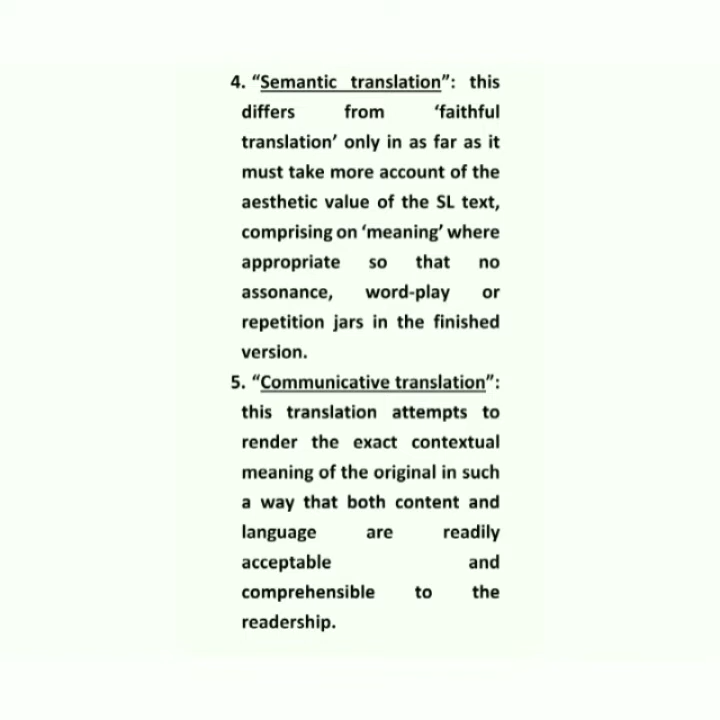 4. “Semantic translation”: this
differs from ‘faithful
translation’ only in as far as it
must take more account of the
aesthetic value of the SL text,
comprising on ‘meaning’ where
appropriate so that no
assonance, word-play or
repetition jars in the finished
version.
5. “Communicative translation”:
this translation attempts to
render the exact contextual
meaning of the original in such
a way that both content and
language are readily
acceptable and
comprehensible to the
readership.